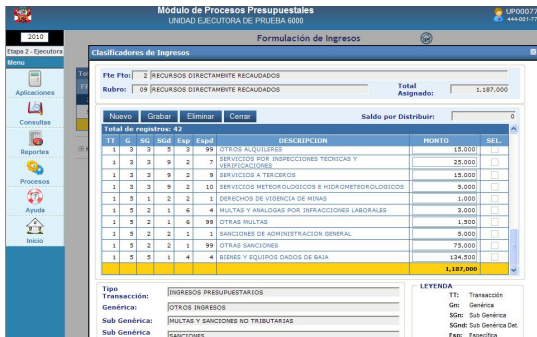 Módulo de Procesos Presupuestales
UNIDAD EJECUTORA DE PRUEBA 6000
UP00077
444-001-77
2010
Formulación de Ingresos
Etapa 2 - Ejecutora
Menu
Aplicaciones
Consultas
Reportes
Procesos
Ayuda
Inicio
Clasificadores de Ingresos
Fte Fto: 2 RECURSOS DIRECTAMENTE RECAUDADOS
Rubro: 09 RECURSOS DIRECTAMENTE RECAUDADOS Total Asignado: 1.187.000
Nuevo Grabar Eliminar Cerrar Saldo por Distribuir: 0
Total de registros: 42
TT G SG SGd Esp Espd DESCRIPCION MONTO SEL.
1 3 3 5 3 99 OTROS ALQUILERES 15,000
1 3 3 9 2 7 SERVICIOS POR INSPECCIONES TECNICAS Y VERIFICACIONES 25,000
1 3 3 9 2 9 SERVICIOS A TERCEROS 15,000
1 3 3 9 2 10 SERVICIOS METEOROLOGICOS E HIDROMETEOROLOGICOS 5,000
1 5 1 2 2 1 DERECHOS DE VIGENCIA DE MINAS 1,000
1 5 2 1 6 4 MULTAS Y ANALOGAS POR INFRACCIONES LABORALES 2,000
1 5 2 1 6 99 OTRAS MULTAS 1,500
1 5 2 2 1 1 SANCIONES DE ADMINISTRACION GENERAL 5,000
1 5 2 2 1 99 OTRAS SANCIONES 75,000
1 5 5 1 4 4 BIENES Y EQUIPOS DADOS DE BAJA 134,500
1,187,000
Tipo Transacción: INGRESOS PRESUPUESTARIOS
Genérica: OTROS INGRESOS
Sub Genérica: MULTAS Y SANCIONES NO TRIBUTARIAS
Sub Genérica SANCIONES
LEYENDA
TT: Transacción
Gn: Genérica
SGn: Sub Genérica
SGnd: Sub Genérica Det.
Esp: Específica